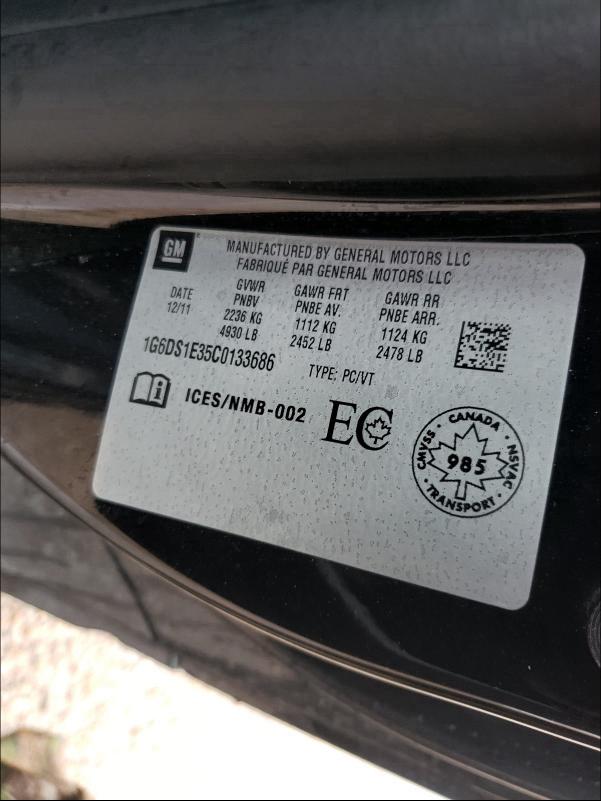 GM
MANUFACTURED BY GENERAL MOTORS LLC
FABRIQUÉ PAR GENERAL MOTORS LLC
DATE
12/11
GVWR
PNBV
2236 KG
4930 LB
GAWR FRT
PNBE AV.
1112 KG
2452 LB
GAWR RR
PNBE ARR.
1124 KG
2478 LB
1G6DS1E35C0133686
TYPE: PC/VT
ICES/NMB-002
EC
CANADA
CMVSS
NSVAC
985
TRANSPORT